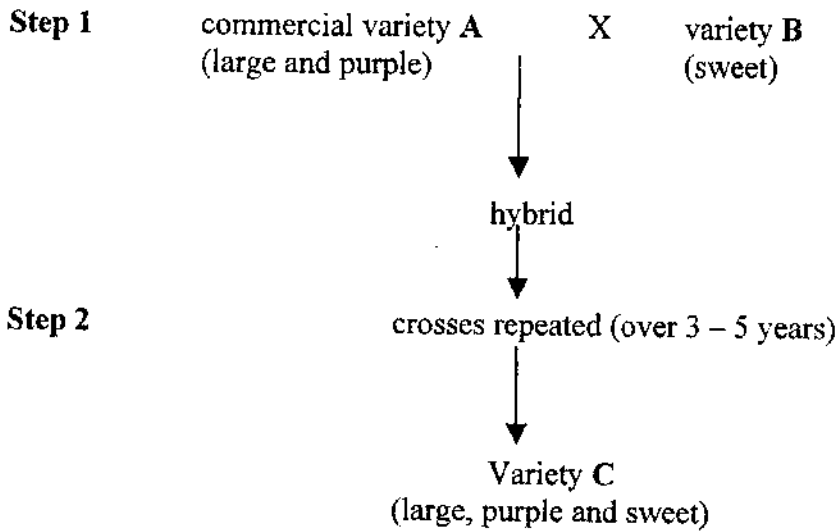 Step 1 commercial variety A X variety B
(large and purple) (sweet)
hybrid
Step 2 crosses repeated (over 3 – 5 years)
Variety C
(large, purple and sweet)